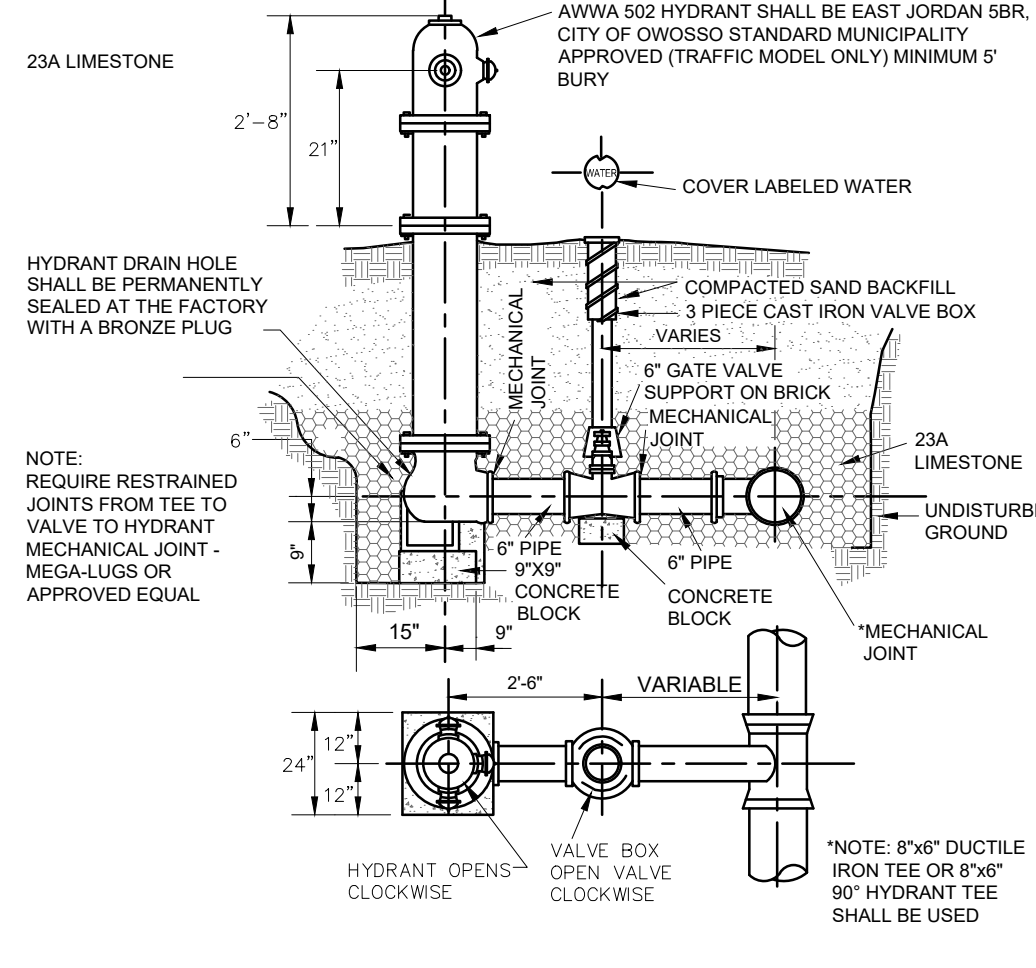 AWWA 502 HYDRANT SHALL BE EAST JORDAN 5BR,
CITY OF OWOSSO STANDARD MUNICIPALITY
APPROVED (TRAFFIC MODEL ONLY) MINIMUM 5'
BURY
23A LIMESTONE
2'-8"
21"
WATER
COVER LABELED WATER
HYDRANT DRAIN HOLE
SHALL BE PERMANENTLY
SEALED AT THE FACTORY
WITH A BRONZE PLUG
MECHANICAL
JOINT
COMPACTED SAND BACKFILL
3 PIECE CAST IRON VALVE BOX
VARIES
6" GATE VALVE
SUPPORT ON BRICK
MECHANICAL
JOINT
6"
23A
LIMESTONE
NOTE:
REQUIRE RESTRAINED
JOINTS FROM TEE TO
VALVE TO HYDRANT
MECHANICAL JOINT -
MEGA-LUGS OR
APPROVED EQUAL
UNDISTURBE
GROUND
9"
6" PIPE
9"X9"
CONCRETE
BLOCK
6" PIPE
CONCRETE
BLOCK
*MECHANICAL
JOINT
15"
9"
2'-6"
VARIABLE
24"
12"
12"
HYDRANT OPENS
CLOCKWISE
VALVE BOX
OPEN VALVE
CLOCKWISE
*NOTE: 8"x6" DUCTILE
IRON TEE OR 8"x6"
90° HYDRANT TEE
SHALL BE USED